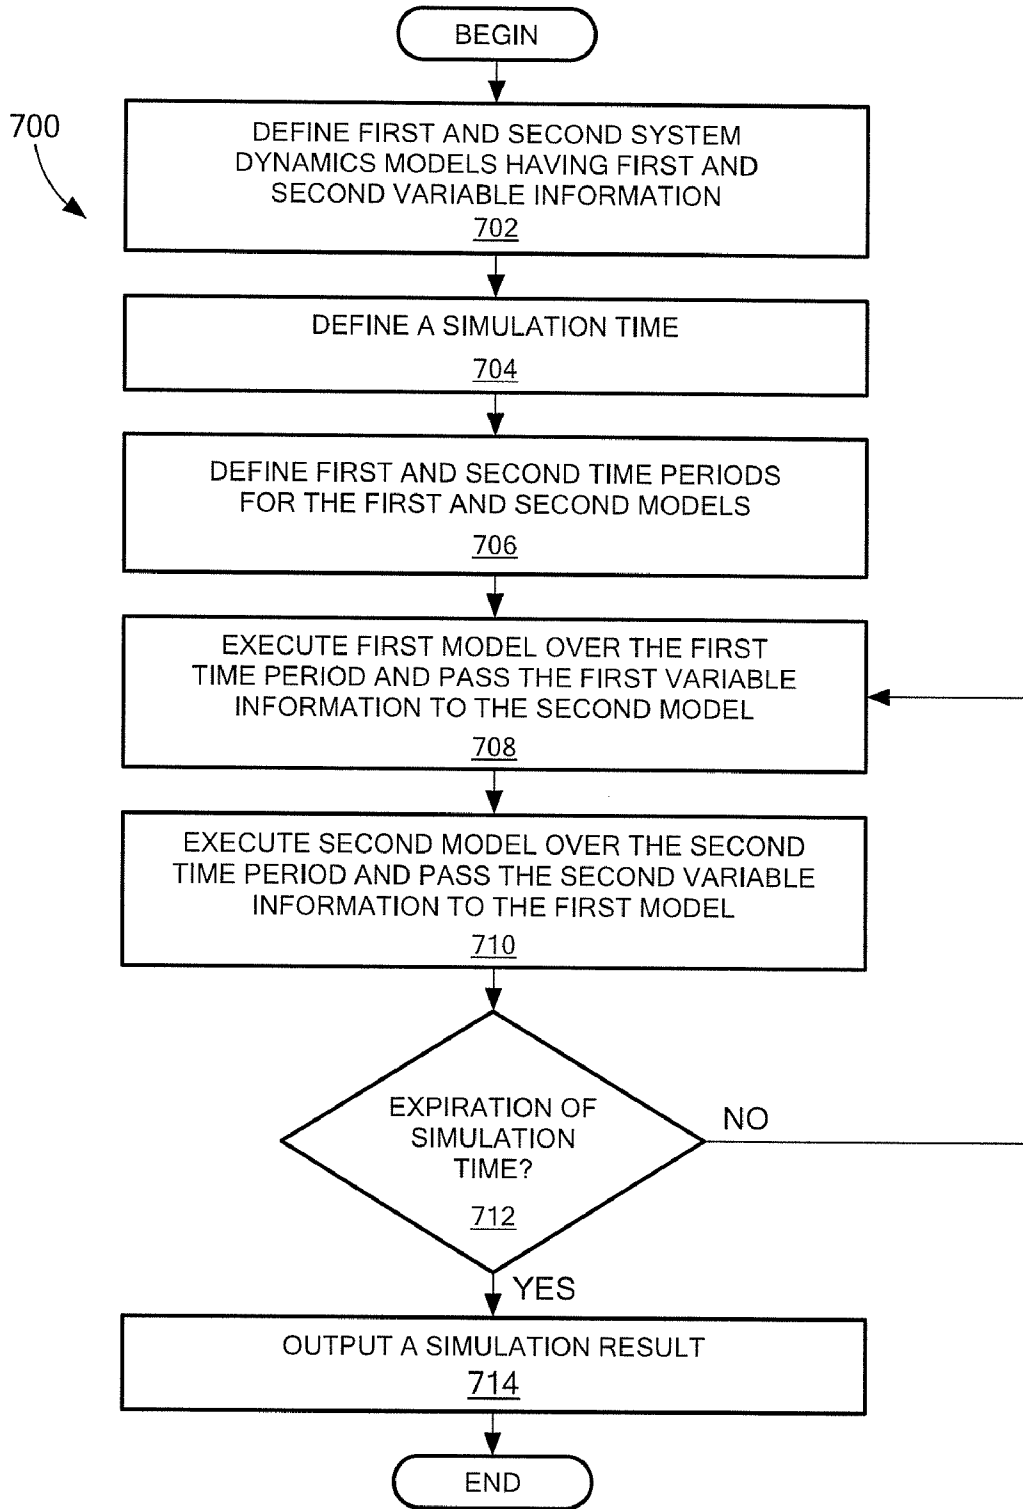 BEGIN
700
DEFINE FIRST AND SECOND SYSTEM
DYNAMICS MODELS HAVING FIRST AND
SECOND VARIABLE INFORMATION
702
DEFINE A SIMULATION TIME
704
DEFINE FIRST AND SECOND TIME PERIODS
FOR THE FIRST AND SECOND MODELS
706
EXECUTE FIRST MODEL OVER THE FIRST
TIME PERIOD AND PASS THE FIRST VARIABLE
INFORMATION TO THE SECOND MODEL
708
EXECUTE SECOND MODEL OVER THE SECOND
TIME PERIOD AND PASS THE SECOND VARIABLE
INFORMATION TO THE FIRST MODEL
710
EXPIRATION OF
SIMULATION
TIME?
712
NO
YES
OUTPUT A SIMULATION RESULT
714
END